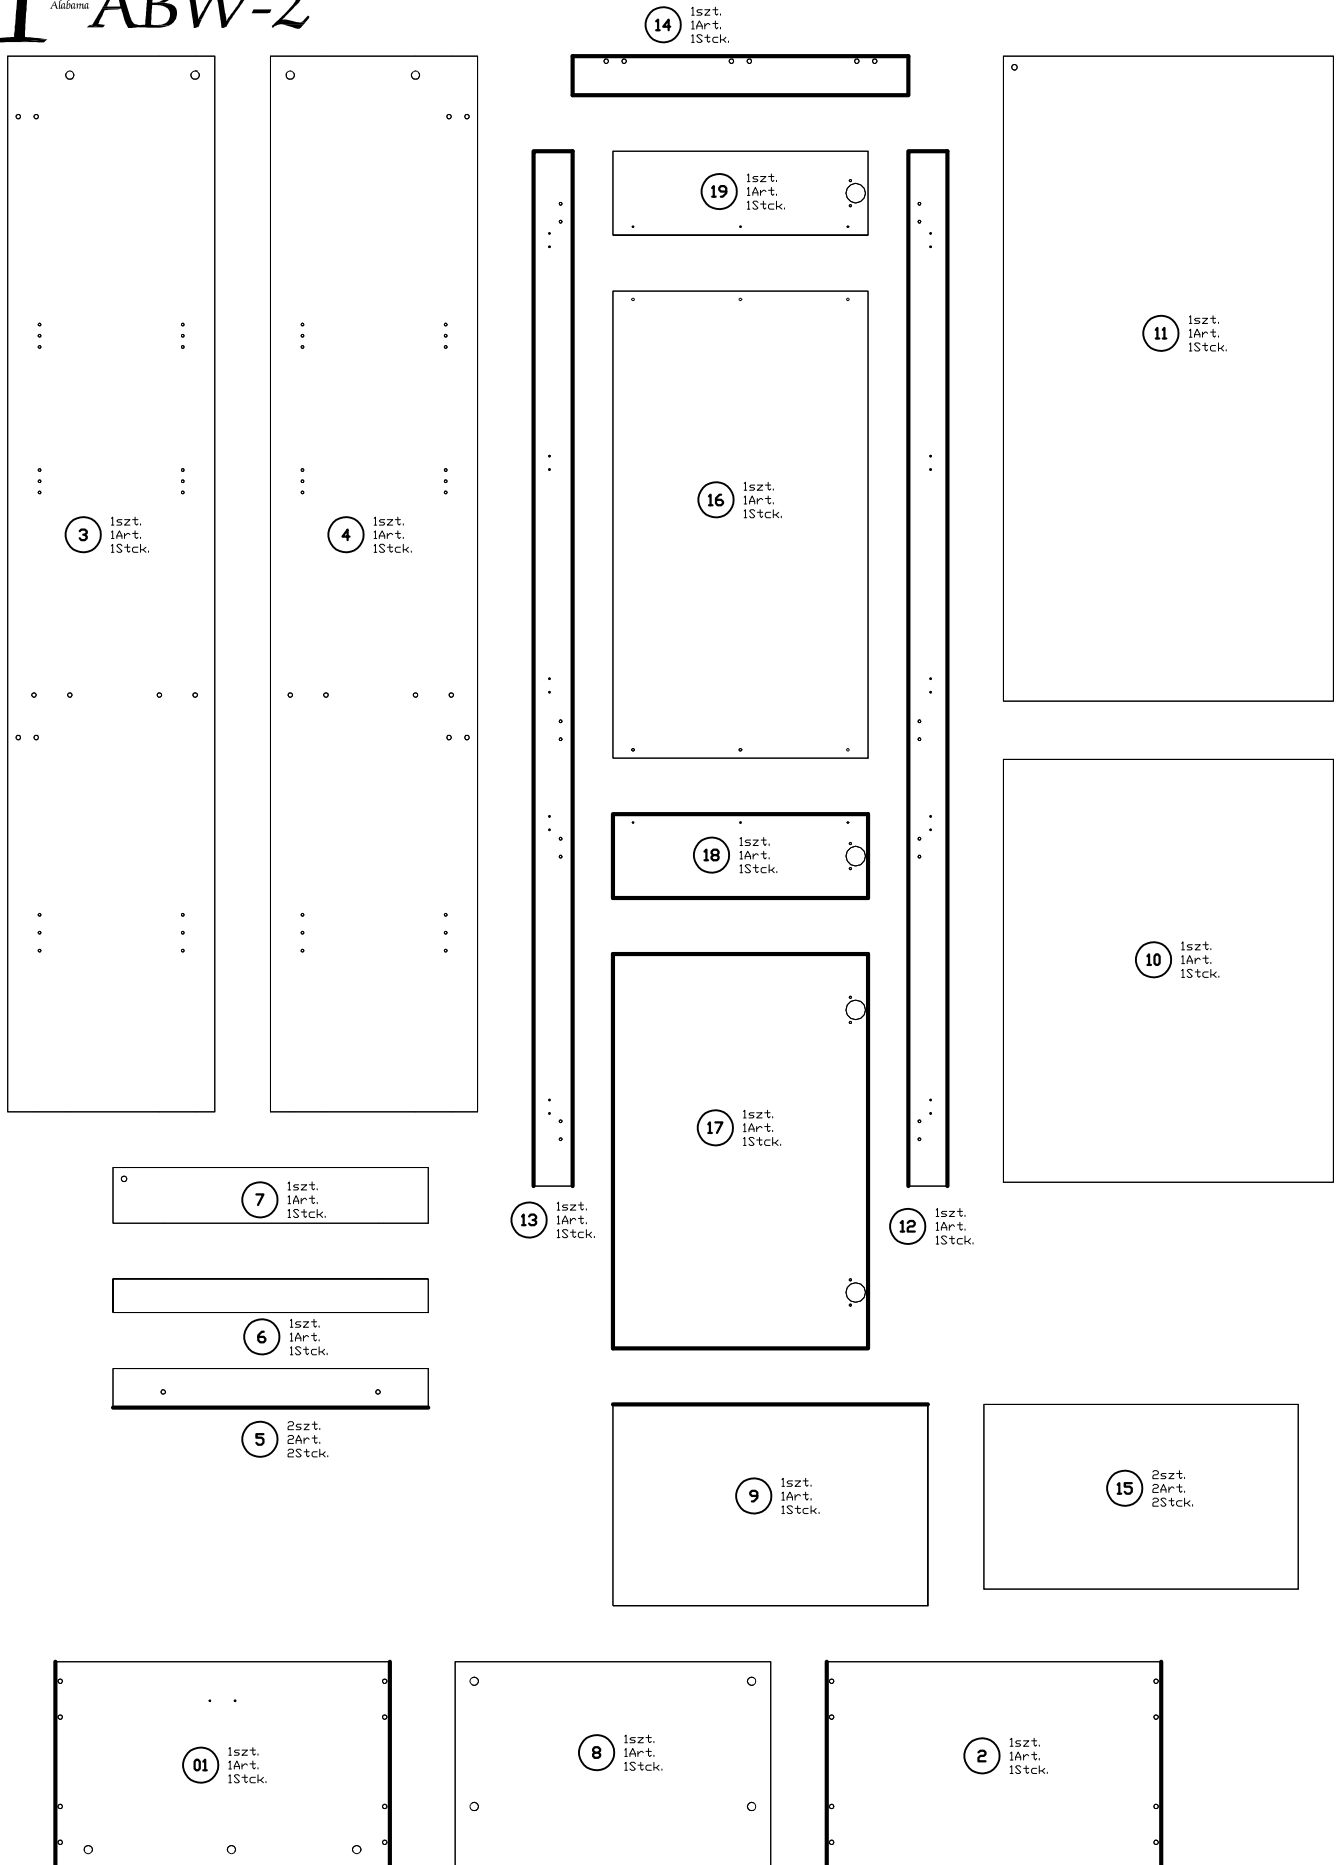 Alabama ABW-2
14
1szt.
1Art.
1Stck.
19
1szt.
1Art.
1Stck.
11
1szt.
1Art.
1Stck.
16
1szt.
1Art.
1Stck.
3
1szt.
1Art.
1Stck.
4
1szt.
1Art.
1Stck.
18
1szt.
1Art.
1Stck.
10
1szt.
1Art.
1Stck.
17
1szt.
1Art.
1Stck.
7
1szt.
1Art.
1Stck.
13
1szt.
1Art.
1Stck.
12
1szt.
1Art.
1Stck.
6
1szt.
1Art.
1Stck.
5
2szt.
2Art.
2Stck.
9
1szt.
1Art.
1Stck.
15
2szt.
2Art.
2Stck.
01
1szt.
1Art.
1Stck.
8
1szt.
1Art.
1Stck.
2
1szt.
1Art.
1Stck.